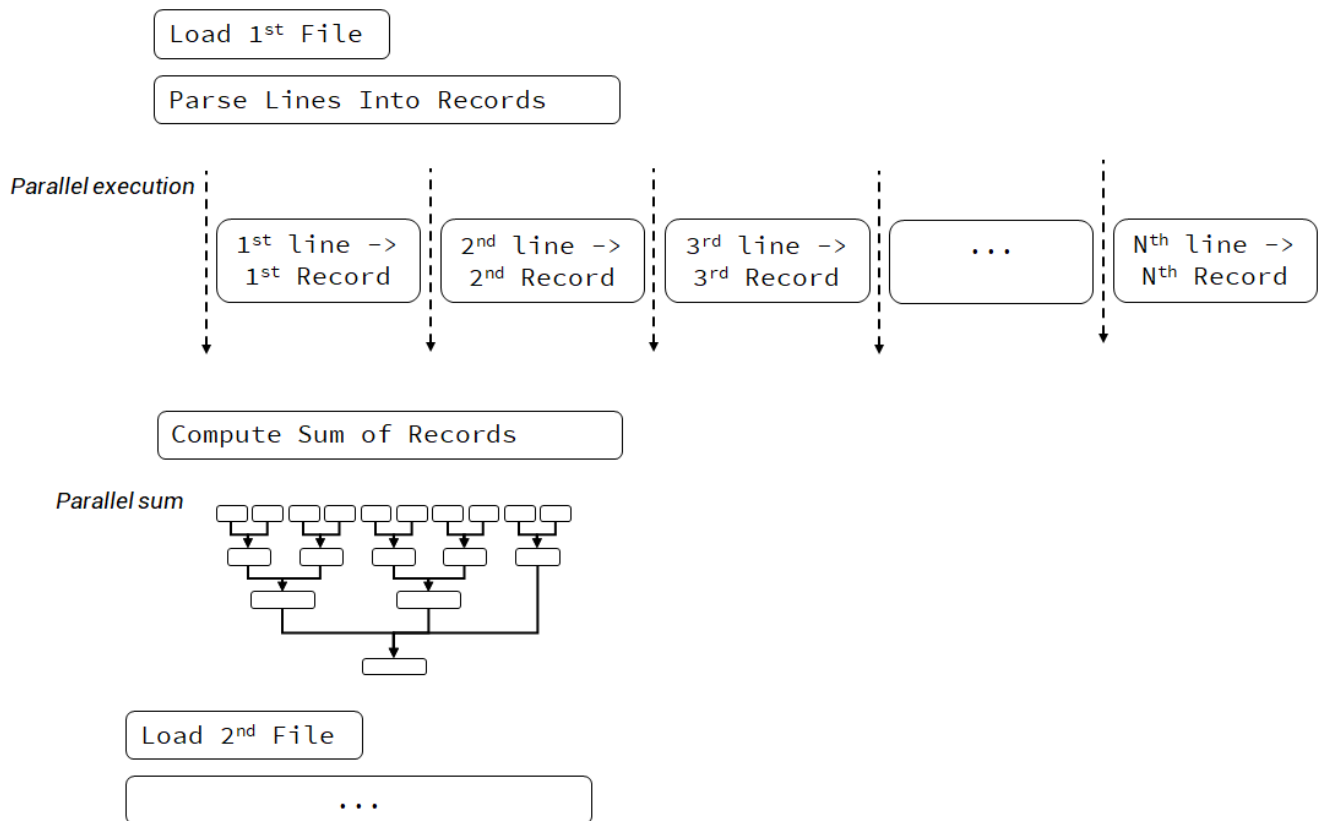 Load 1st File
Parse Lines Into Records
Parallel execution
1st line ->
1st Record
2nd line ->
2nd Record
3rd line ->
3rd Record
...
Nth line ->
Nth Record
Compute Sum of Records
Parallel sum
Load 2nd File
...